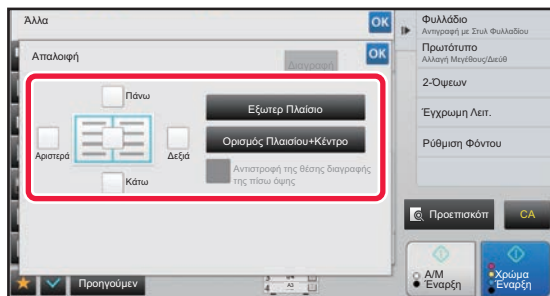 Άλλα
OK
Απαλοιφή
Διαγραφή
OK
Πάνω
Αριστερά
Δεξιά
Κάτω
Εξωτερ Πλαίσιο
Ορισμός Πλαισίου+Κέντρο
Αντιστροφή της θέσης διαγραφής
της πίσω όψης
Προηγούμεν
Φυλλάδιο
Αντιγραφή με Στυλ Φυλλαδίου
Πρωτότυπο
Αλλαγή Μεγέθους/Διεύθ
2-Όψεων
Έγχρωμη Λειτ.
Ρύθμιση Φόντου
Προεπισκόπ
CA
Α/Μ
Έναρξη
Χρώμα
Έναρξη